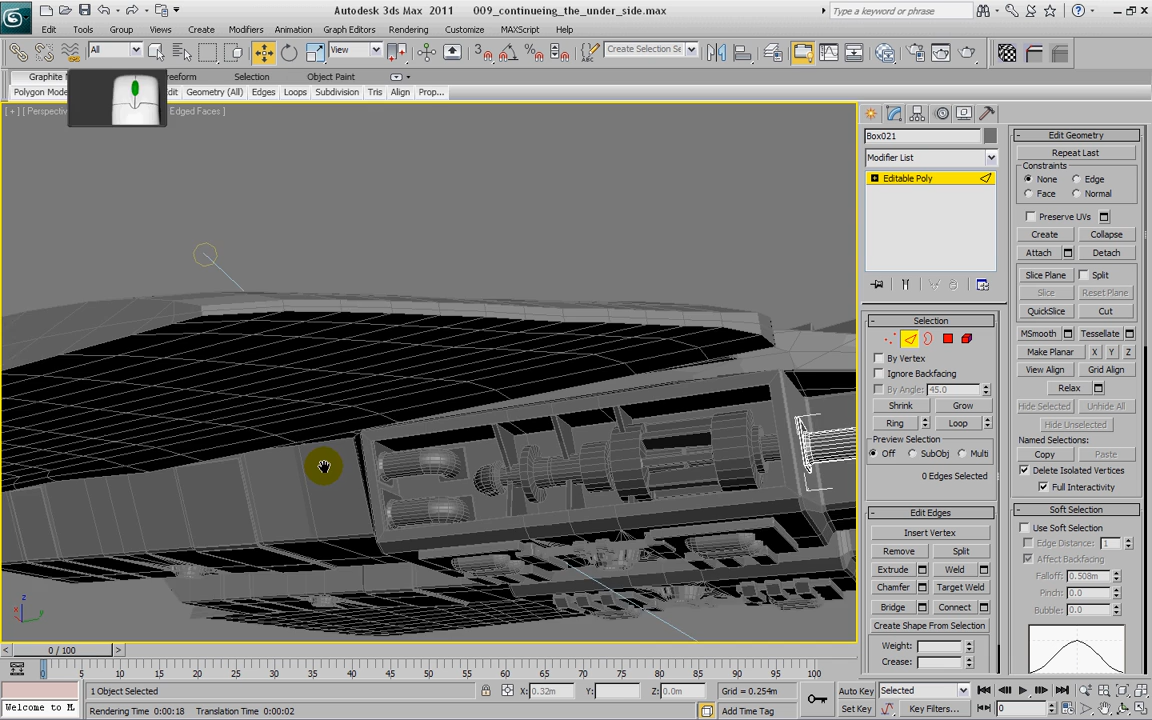 Autodesk 3ds Max 2011 009_continueing_the_under_side.max
Type a keyword or phrase
Edit Tools Group Views Create Modifiers Animation Graph Editors Rendering Customize MAXScript Help
All
View
Create Selection Se
Graphite M
reeform Selection Object Paint
Polygon Mode
dit Geometry (All) Edges Loops Subdivision Tris Align Prop...
[ + ] [ Perspectiv
Edged Faces ]
Box021
Modifier List
Editable Poly
Selection
By Vertex
Ignore Backfacing
By Angle: 45.0
Shrink Grow
Ring Loop
Preview Selection
Off SubObj Multi
0 Edges Selected
Edit Edges
Insert Vertex
Remove Split
Extrude Weld
Chamfer Target Weld
Bridge Connect
Create Shape From Selection
Weight:
Crease:
Edit Geometry
Repeat Last
Constraints
None Edge
Face Normal
Preserve UVs
Create Collapse
Attach Detach
Slice Plane Split
Slice Reset Plane
QuickSlice Cut
MSmooth Tessellate
Make Planar X Y Z
View Align Grid Align
Relax
Hide Selected Unhide All
Hide Unselected
Named Selections:
Copy Paste
Delete Isolated Vertices
Full Interactivity
Soft Selection
Use Soft Selection
Edge Distance: 1
Affect Backfacing
Falloff: 0.508m
Pinch: 0.0
Bubble: 0.0
z
y
x
< 0 / 100 >
0 5 10 15 20 25 30 35 40 45 50 55 60 65 70 75 80 85 90 95 100
Welcome to M
1 Object Selected
X: 0.32m Y: Z: 0.0m Grid = 0.254m
Rendering Time 0:00:18 Translation Time 0:00:02
Add Time Tag
Auto Key Selected
Set Key Key Filters...
0